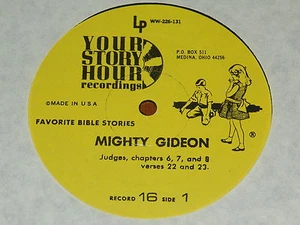 LP
WW-226-131
YOUR
STORY
HOUR
recordings
P.O. BOX 511
MEDINA, OHIO 44256
©MADE IN U.S.A
FAVORITE BIBLE STORIES
®
MIGHTY GIDEON
Judges, chapters 6, 7, and 8
verses 22 and 23.
RECORD 16 SIDE 1